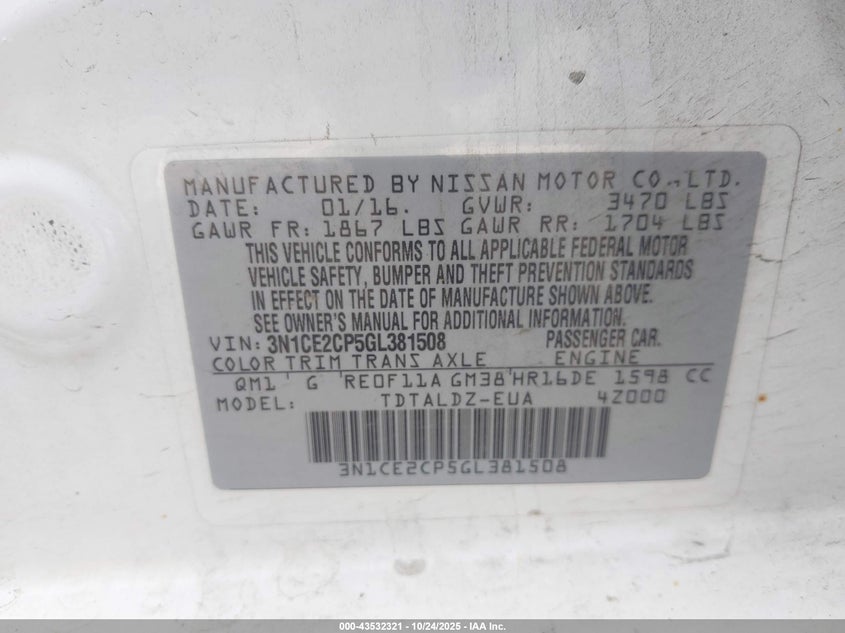 MANUFACTURED BY NISSAN MOTOR CO.,LTD.
DATE: 01/16. GVWR: 3470 LBS
GAWR FR: 1867 LBS GAWR RR: 1704 LBS
THIS VEHICLE CONFORMS TO ALL APPLICABLE FEDERAL MOTOR
VEHICLE SAFETY, BUMPER AND THEFT PREVENTION STANDARDS
IN EFFECT ON THE DATE OF MANUFACTURE SHOWN ABOVE.
SEE OWNER'S MANUAL FOR ADDITIONAL INFORMATION.
VIN: 3N1CE2CP5GL381508 PASSENGER CAR.
COLOR TRIM TRANS AXLE ENGINE
QM1 G RE0F11A GM38 HR16DE 1598 CC
MODEL: TDTALDZ-EUA 4Z000
3N1CE2CP5GL381508
000-43532321 | 10/24/2025 - IAA Inc.